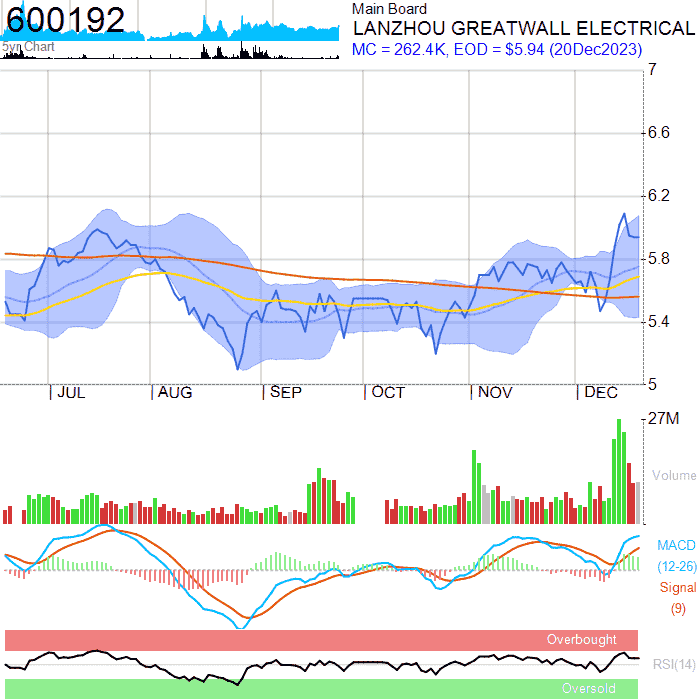 600192
5yr Chart
Main Board
LANZHOU GREATWALL ELECTRICAL
MC = 262.4K, EOD = $5.94 (20Dec2023)
7
6.6
6.2
5.8
5.4
5
JUL AUG SEP OCT NOV DEC
27M
Volume
MACD
(12-26)
Signal
(9)
Overbought
RSI(14)
Oversold